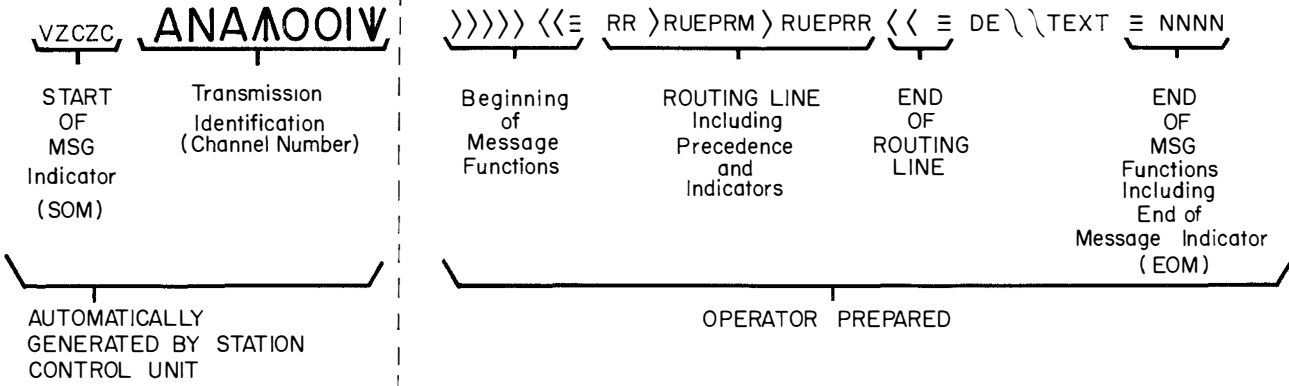 VZCZC ANA⋔OOIV 〉〉〉〉〉 〈〈≡ RR 〉RUEPRM 〉 RUEPRR 〈〈 ≡ DE \ \ TEXT ≡ NNNN
START
OF
MSG
Indicator
(SOM)
Transmission
Identification
(Channel Number)
Beginning
of
Message
Functions
ROUTING LINE
Including
Precedence
and
Indicators
END
OF
ROUTING
LINE
END
OF
MSG
Functions
Including
End of
Message Indicator
(EOM)
AUTOMATICALLY
GENERATED BY STATION
CONTROL UNIT
OPERATOR PREPARED